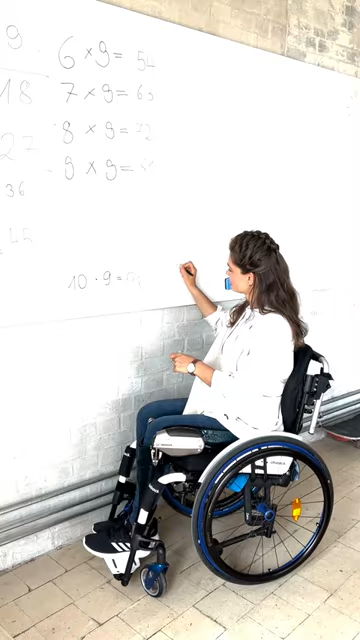 9
18
27
36
45
6 × 9 = 54
7 × 9 = 63
8 × 9 = 72
9 × 9 =
10 · 9 =